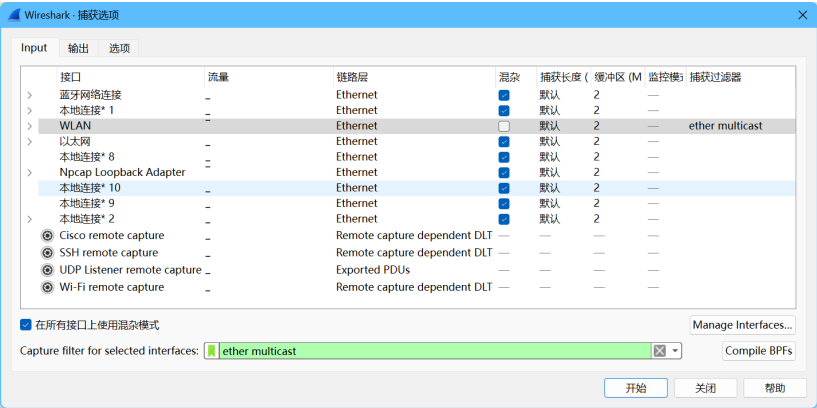 Wireshark · 捕获选项
Input 输出 选项
接口 流量 链路层 混杂 捕获长度 ( 缓冲区 (M 监控模式 捕获过滤器
蓝牙网络连接 _ Ethernet 默认 2 —
本地连接* 1 _ Ethernet 默认 2 —
WLAN _ Ethernet 默认 2 — ether multicast
以太网 _ Ethernet 默认 2 —
本地连接* 8 _ Ethernet 默认 2 —
Npcap Loopback Adapter _ Ethernet 默认 2 —
本地连接* 10 _ Ethernet 默认 2 —
本地连接* 9 _ Ethernet 默认 2 —
本地连接* 2 _ Ethernet 默认 2 —
Cisco remote capture _ Remote capture dependent DLT — — — —
SSH remote capture _ Remote capture dependent DLT — — — —
UDP Listener remote capture _ Exported PDUs — — — —
Wi-Fi remote capture _ Remote capture dependent DLT — — — —
在所有接口上使用混杂模式 Manage Interfaces...
Capture filter for selected interfaces: ether multicast Compile BPFs
开始 关闭 帮助